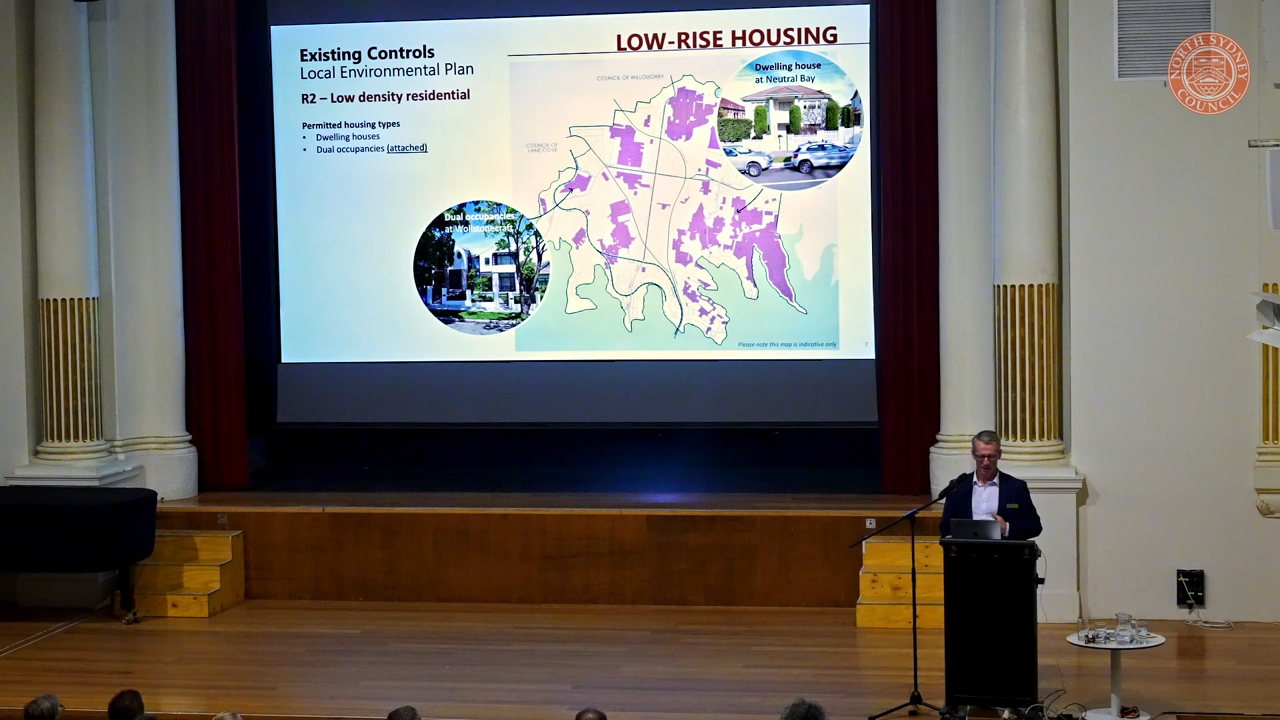 LOW-RISE HOUSING
Existing Controls
Local Environmental Plan
R2 – Low density residential
Permitted housing types
• Dwelling houses
• Dual occupancies (attached)
COUNCIL OF WILLOUGHBY
COUNCIL OF
LANE COVE
Dwelling house
at Neutral Bay
Dual occupancies
at Wollstonecraft
Please note this map is indicative only
7
NORTH SYDNEY
COUNCIL